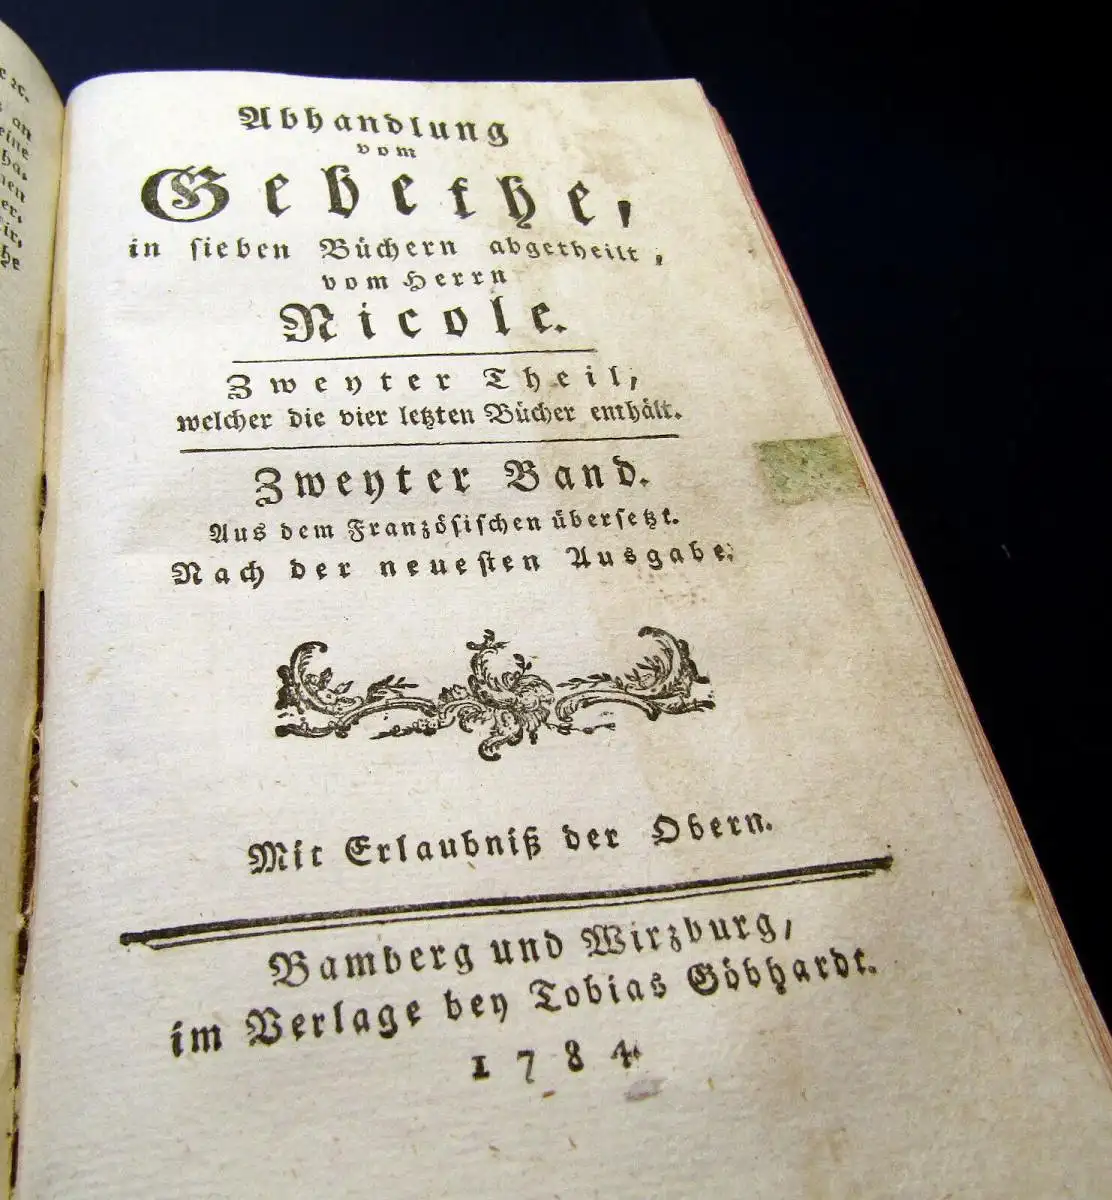 Abhandlung
vom
Gebethe,
in sieben Büchern abgetheilt,
vom Herrn
Nicole.
Zweyter Theil,
welcher die vier letzten Bücher enthält.
Zweyter Band.
Aus dem Französischen übersetzt.
Nach der neuesten Ausgabe.
Mit Erlaubniß der Obern.
Bamberg und Wirzburg,
im Verlage bey Tobias Göbhardt.
1784.